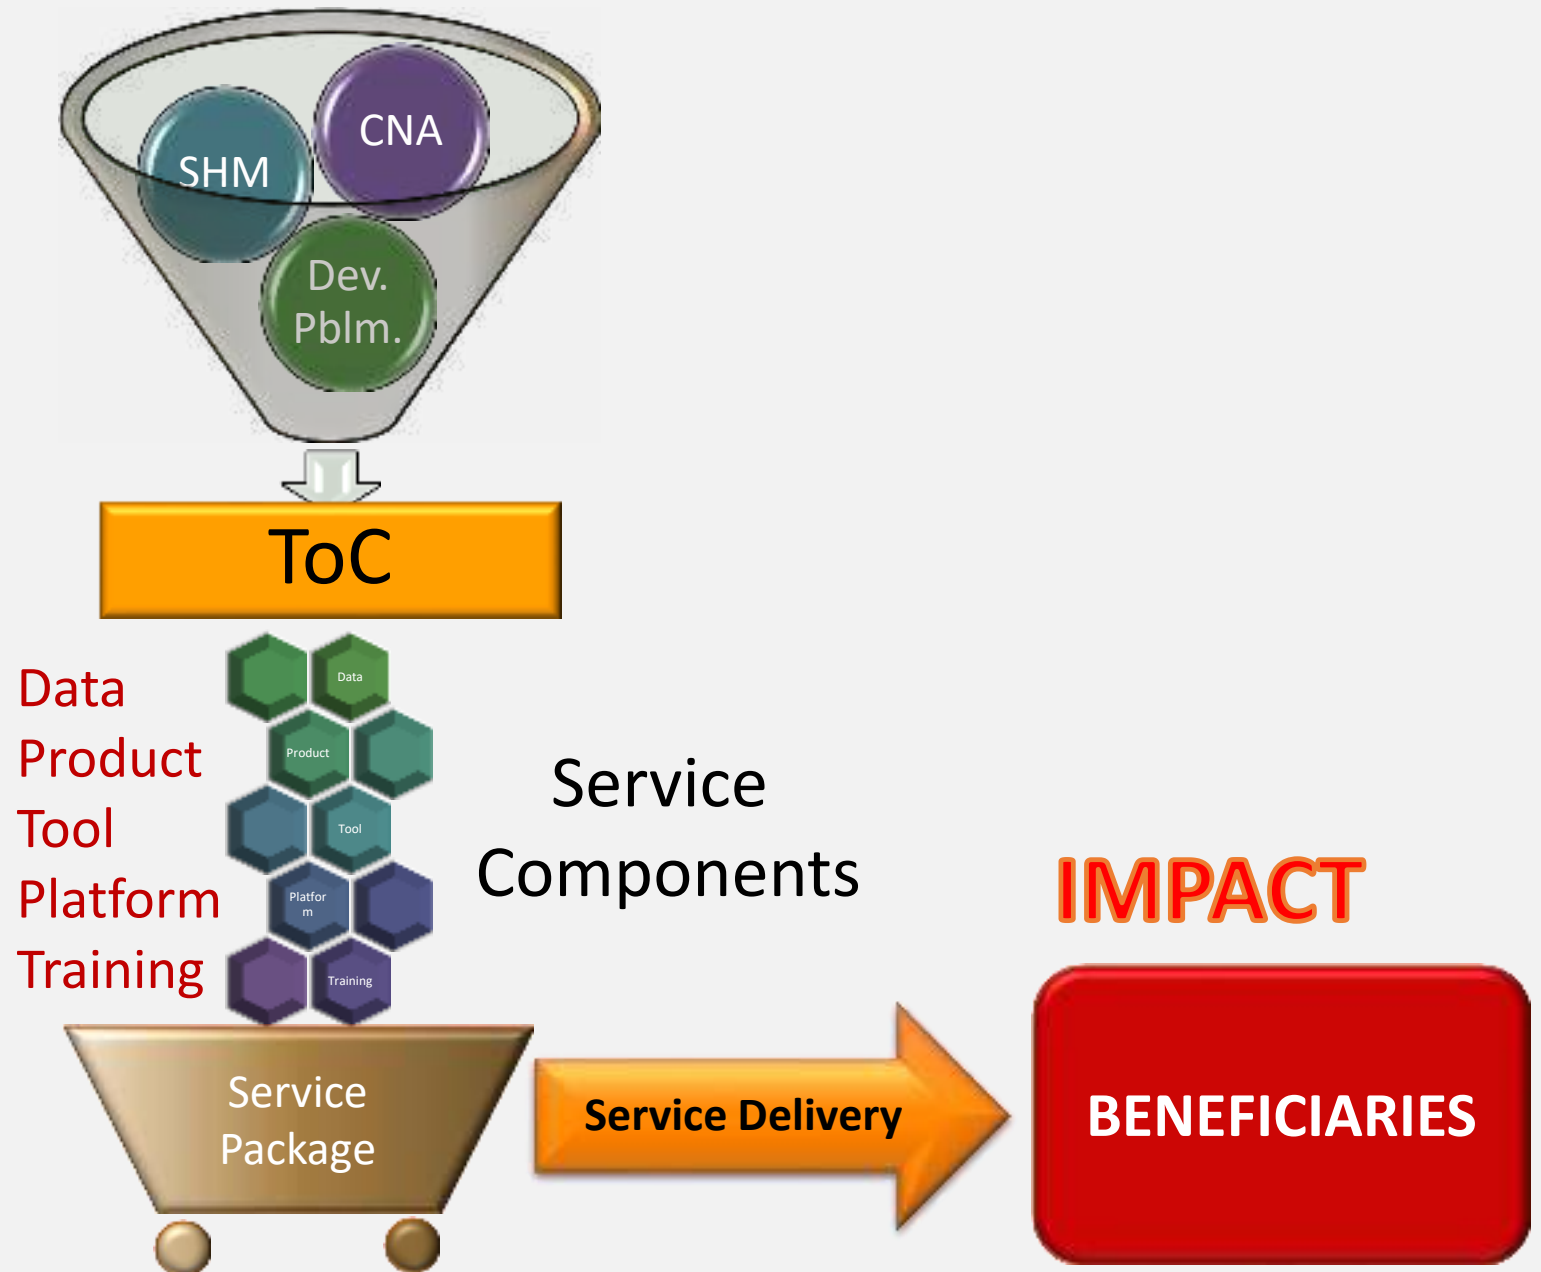 CNA
SHM
Dev.
Pblm.
ToC
Data
Product
Tool
Platform
Training
Data
Product
Tool
Platfor
m
Training
Service
Components
IMPACT
Service
Package
Service Delivery
BENEFICIARIES